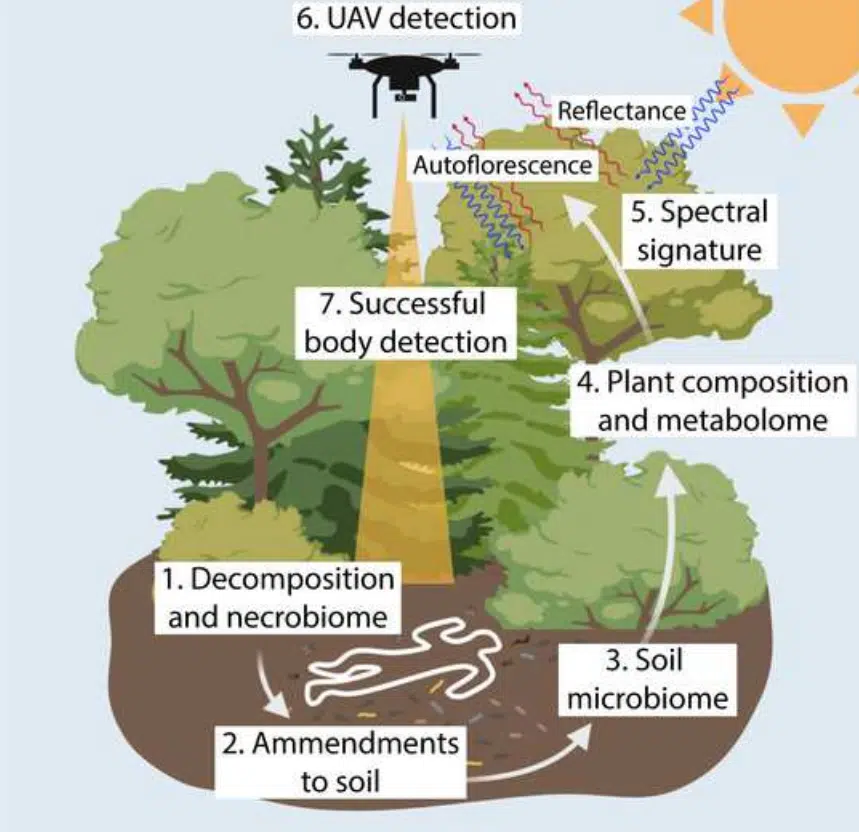 6. UAV detection
Reflectance
Autoflorescence
5. Spectral
signature
7. Successful
body detection
4. Plant composition
and metabolome
1. Decomposition
and necrobiome
3. Soil
microbiome
2. Ammendments
to soil